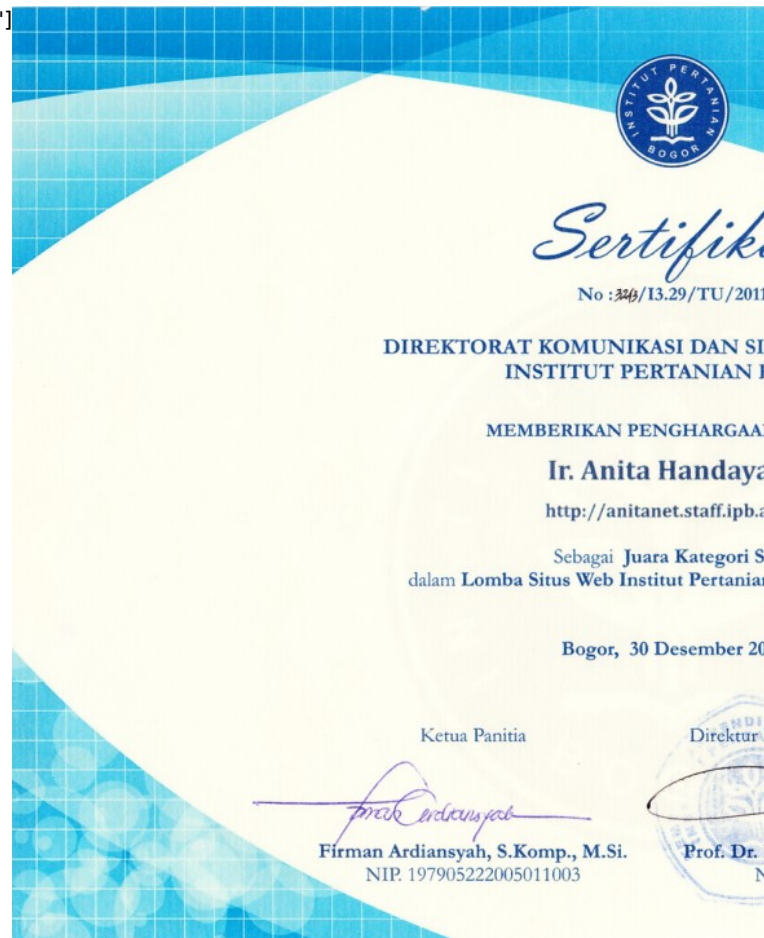 ']
INSTITUT PERTANIAN
BOGOR
Sertifika
No : 3243/I3.29/TU/2011
DIREKTORAT KOMUNIKASI DAN SI
INSTITUT PERTANIAN
MEMBERIKAN PENGHARGAA
Ir. Anita Handaya
http://anitanet.staff.ipb.a
Sebagai Juara Kategori S
dalam Lomba Situs Web Institut Pertania
Bogor, 30 Desember 20
Ketua Panitia
Direktur
Firman Ardiansyah, S.Komp., M.Si.
Prof. Dr.
NIP. 197905222005011003
N